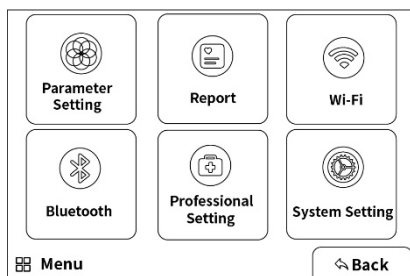 Parameter
Setting
Report
Wi-Fi
Bluetooth
Professional
Setting
System Setting
Menu
Back